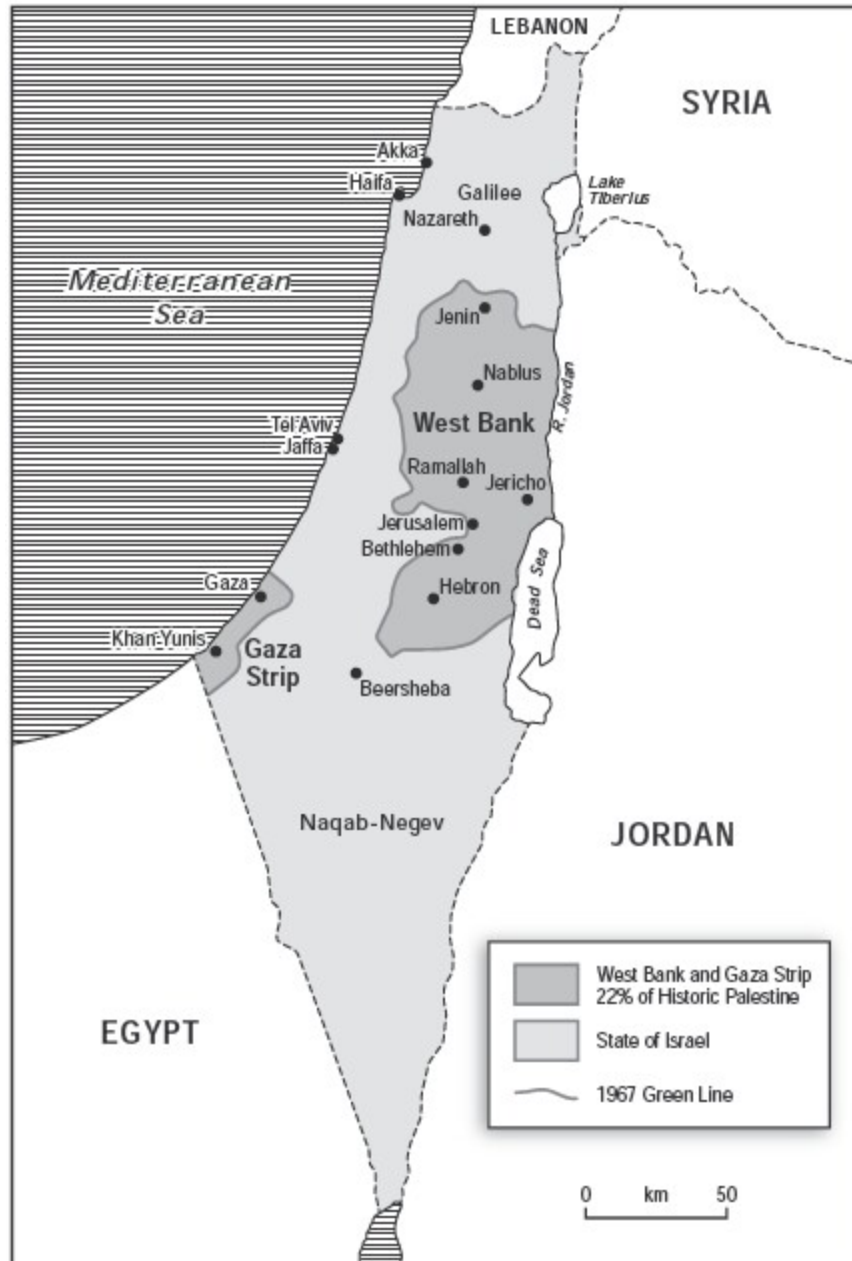 LEBANON
SYRIA
Akka
Haifa
Galilee
Lake
Tiberius
Nazareth
Mediterranean
Sea
Jenin
Nablus
R. Jordan
Tel Aviv
Jaffa
West Bank
Ramallah
Jericho
Jerusalem
Bethlehem
Dead Sea
Gaza
Hebron
Khan Yunis
Gaza
Strip
Beersheba
Naqab-Negev
JORDAN
EGYPT
West Bank and Gaza Strip
22% of Historic Palestine
State of Israel
1967 Green Line
0 km 50